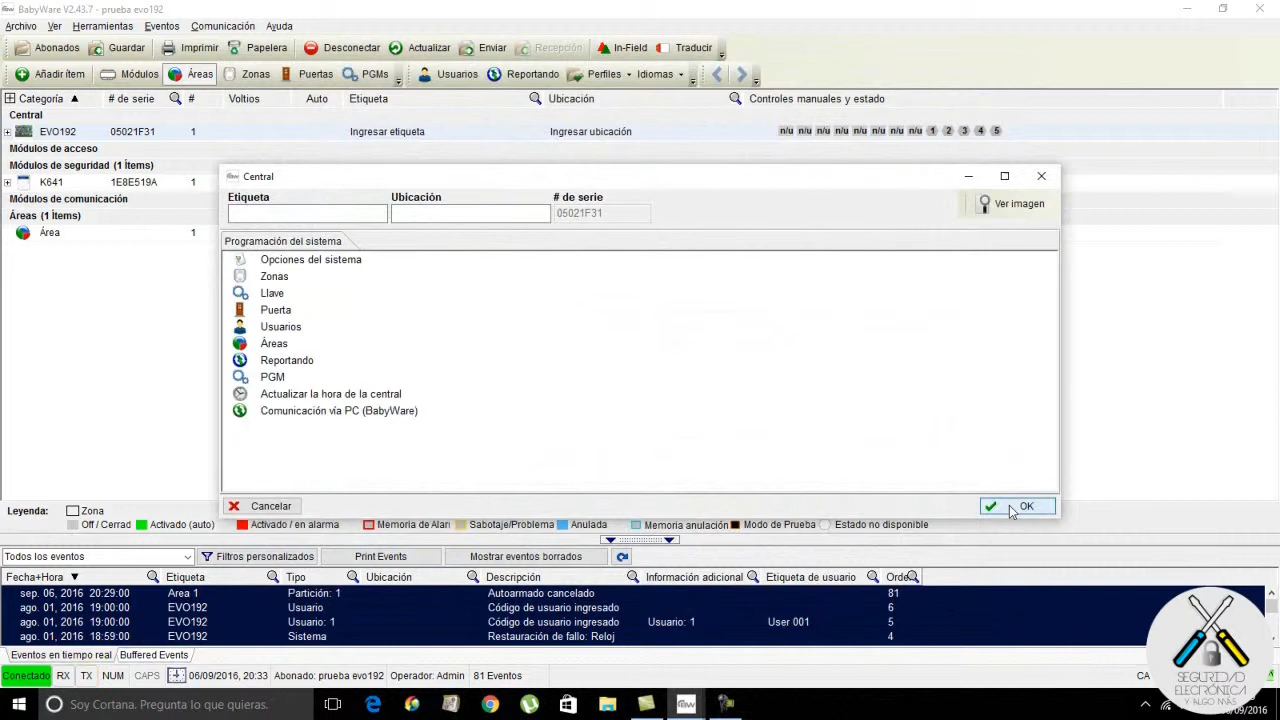 BabyWare V2.43.7 - prueba evo192
Archivo Ver Herramientas Eventos Comunicación Ayuda
Abonados Guardar Imprimir Papelera Desconectar Actualizar Enviar Recepción In-Field Traducir
Añadir ítem Módulos Áreas Zonas Puertas PGMs Usuarios Reportando Perfiles Idiomas
Categoría # de serie # Voltios Auto Etiqueta Ubicación Controles manuales y estado
Central
EVO192 05021F31 1 Ingresar etiqueta Ingresar ubicación n/u n/u n/u n/u n/u n/u n/u n/u 1 2 3 4 5
Módulos de acceso
Módulos de seguridad (1 Ítems)
K641 1E8E519A 1
Módulos de comunicación
Áreas (1 Ítems)
Área 1
Central
Etiqueta Ubicación # de serie
05021F31
Ver imagen
Programación del sistema
Opciones del sistema
Zonas
Llave
Puerta
Usuarios
Áreas
Reportando
PGM
Actualizar la hora de la central
Comunicación vía PC (BabyWare)
Cancelar OK
Leyenda: Zona
Off / Cerrad Activado (auto) Activado / en alarma Memoria de Alari Sabotaje/Problema Anulada Memoria anulación Modo de Prueba Estado no disponible
Todos los eventos Filtros personalizados Print Events Mostrar eventos borrados
Fecha+Hora Etiqueta Tipo Ubicación Descripción Información adicional Etiqueta de usuario Orde
sep. 06, 2016 20:29:00 Area 1 Partición: 1 Autoarmado cancelado 81
ago. 01, 2016 19:00:00 EVO192 Usuario Código de usuario ingresado 6
ago. 01, 2016 19:00:00 EVO192 Usuario: 1 Código de usuario ingresado Usuario: 1 User 001 5
ago. 01, 2016 18:59:00 EVO192 Sistema Restauración de fallo: Reloj 4
Eventos en tiempo real Buffered Events
Conectado RX TX NUM CAPS 06/09/2016, 20:33 Abonado: prueba evo192 Operador: Admin 81 Eventos
Soy Cortana. Pregunta lo que quieras.
SEGURIDAD
ELECTRÓNICA
Y ALGO MÁS